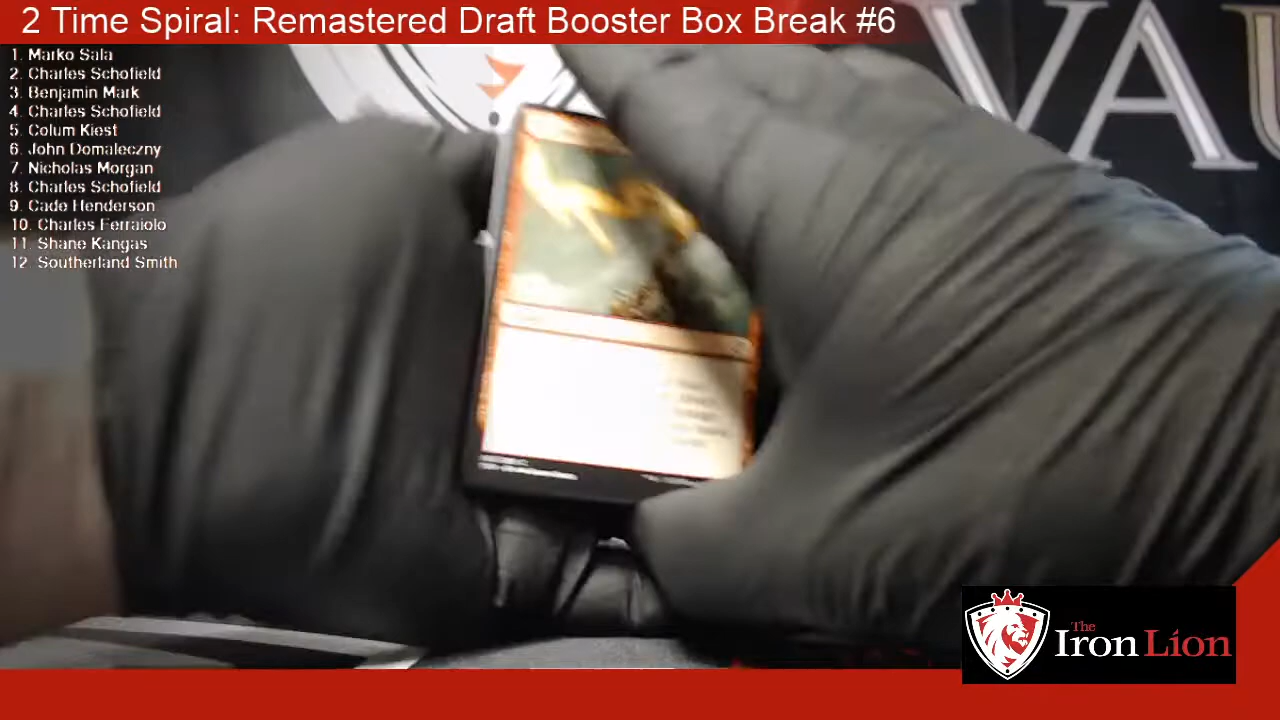 2 Time Spiral: Remastered Draft Booster Box Break #6
1. Marko Sala
2. Charles Schofield
3. Benjamin Mark
4. Charles Schofield
5. Colum Kiest
6. John Domaleczny
7. Nicholas Morgan
8. Charles Schofield
9. Cade Henderson
10. Charles Ferraiolo
11. Shane Kangas
12. Southerland Smith
VAU
The
Iron Lion